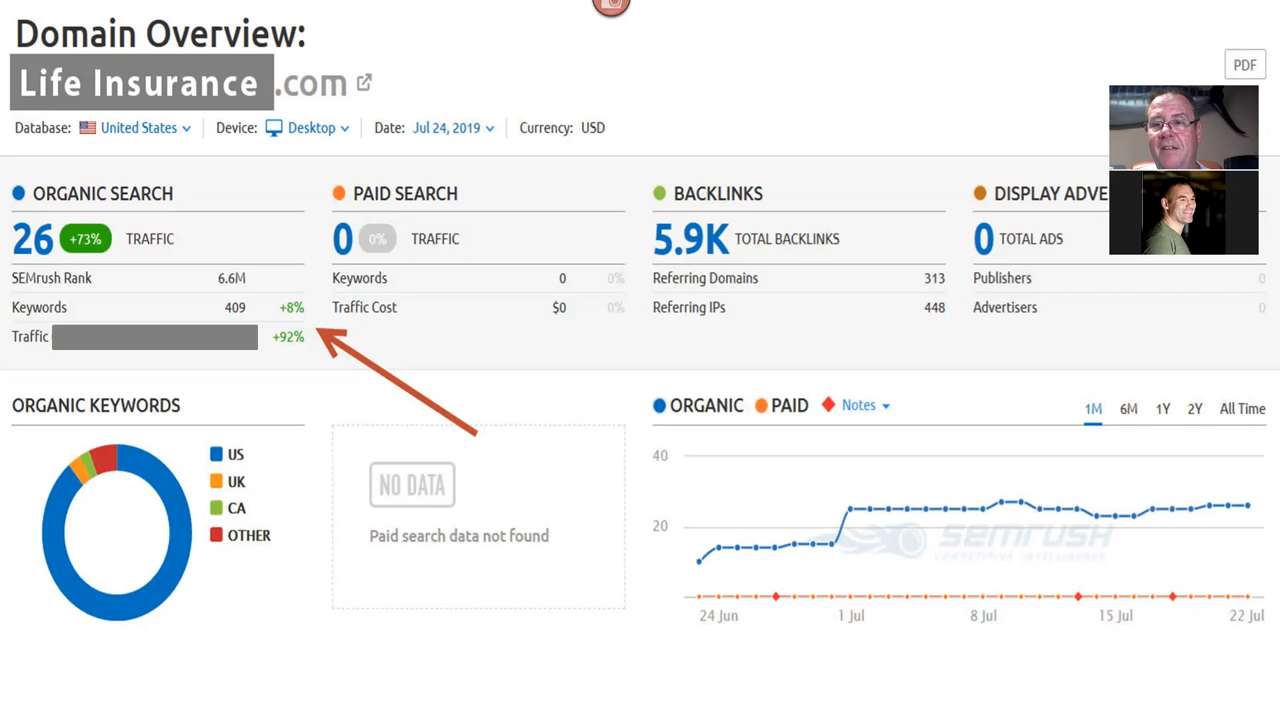 Domain Overview:
Life Insurance .com
PDF
Database: United States Device: Desktop Date: Jul 24, 2019 Currency: USD
ORGANIC SEARCH
26 +73% TRAFFIC
SEMrush Rank 6.6M
Keywords 409 +8%
Traffic +92%
PAID SEARCH
0 0% TRAFFIC
Keywords 0 0%
Traffic Cost $0 0%
BACKLINKS
5.9K TOTAL BACKLINKS
Referring Domains 313
Referring IPs 448
DISPLAY ADVE
0 TOTAL ADS
Publishers 0
Advertisers 0
ORGANIC KEYWORDS
US
UK
CA
OTHER
NO DATA
Paid search data not found
ORGANIC PAID Notes
1M 6M 1Y 2Y All Time
40
20
SEMRUSH
COMPETITIVE INTELLIGENCE
24 Jun 1 Jul 8 Jul 15 Jul 22 Jul